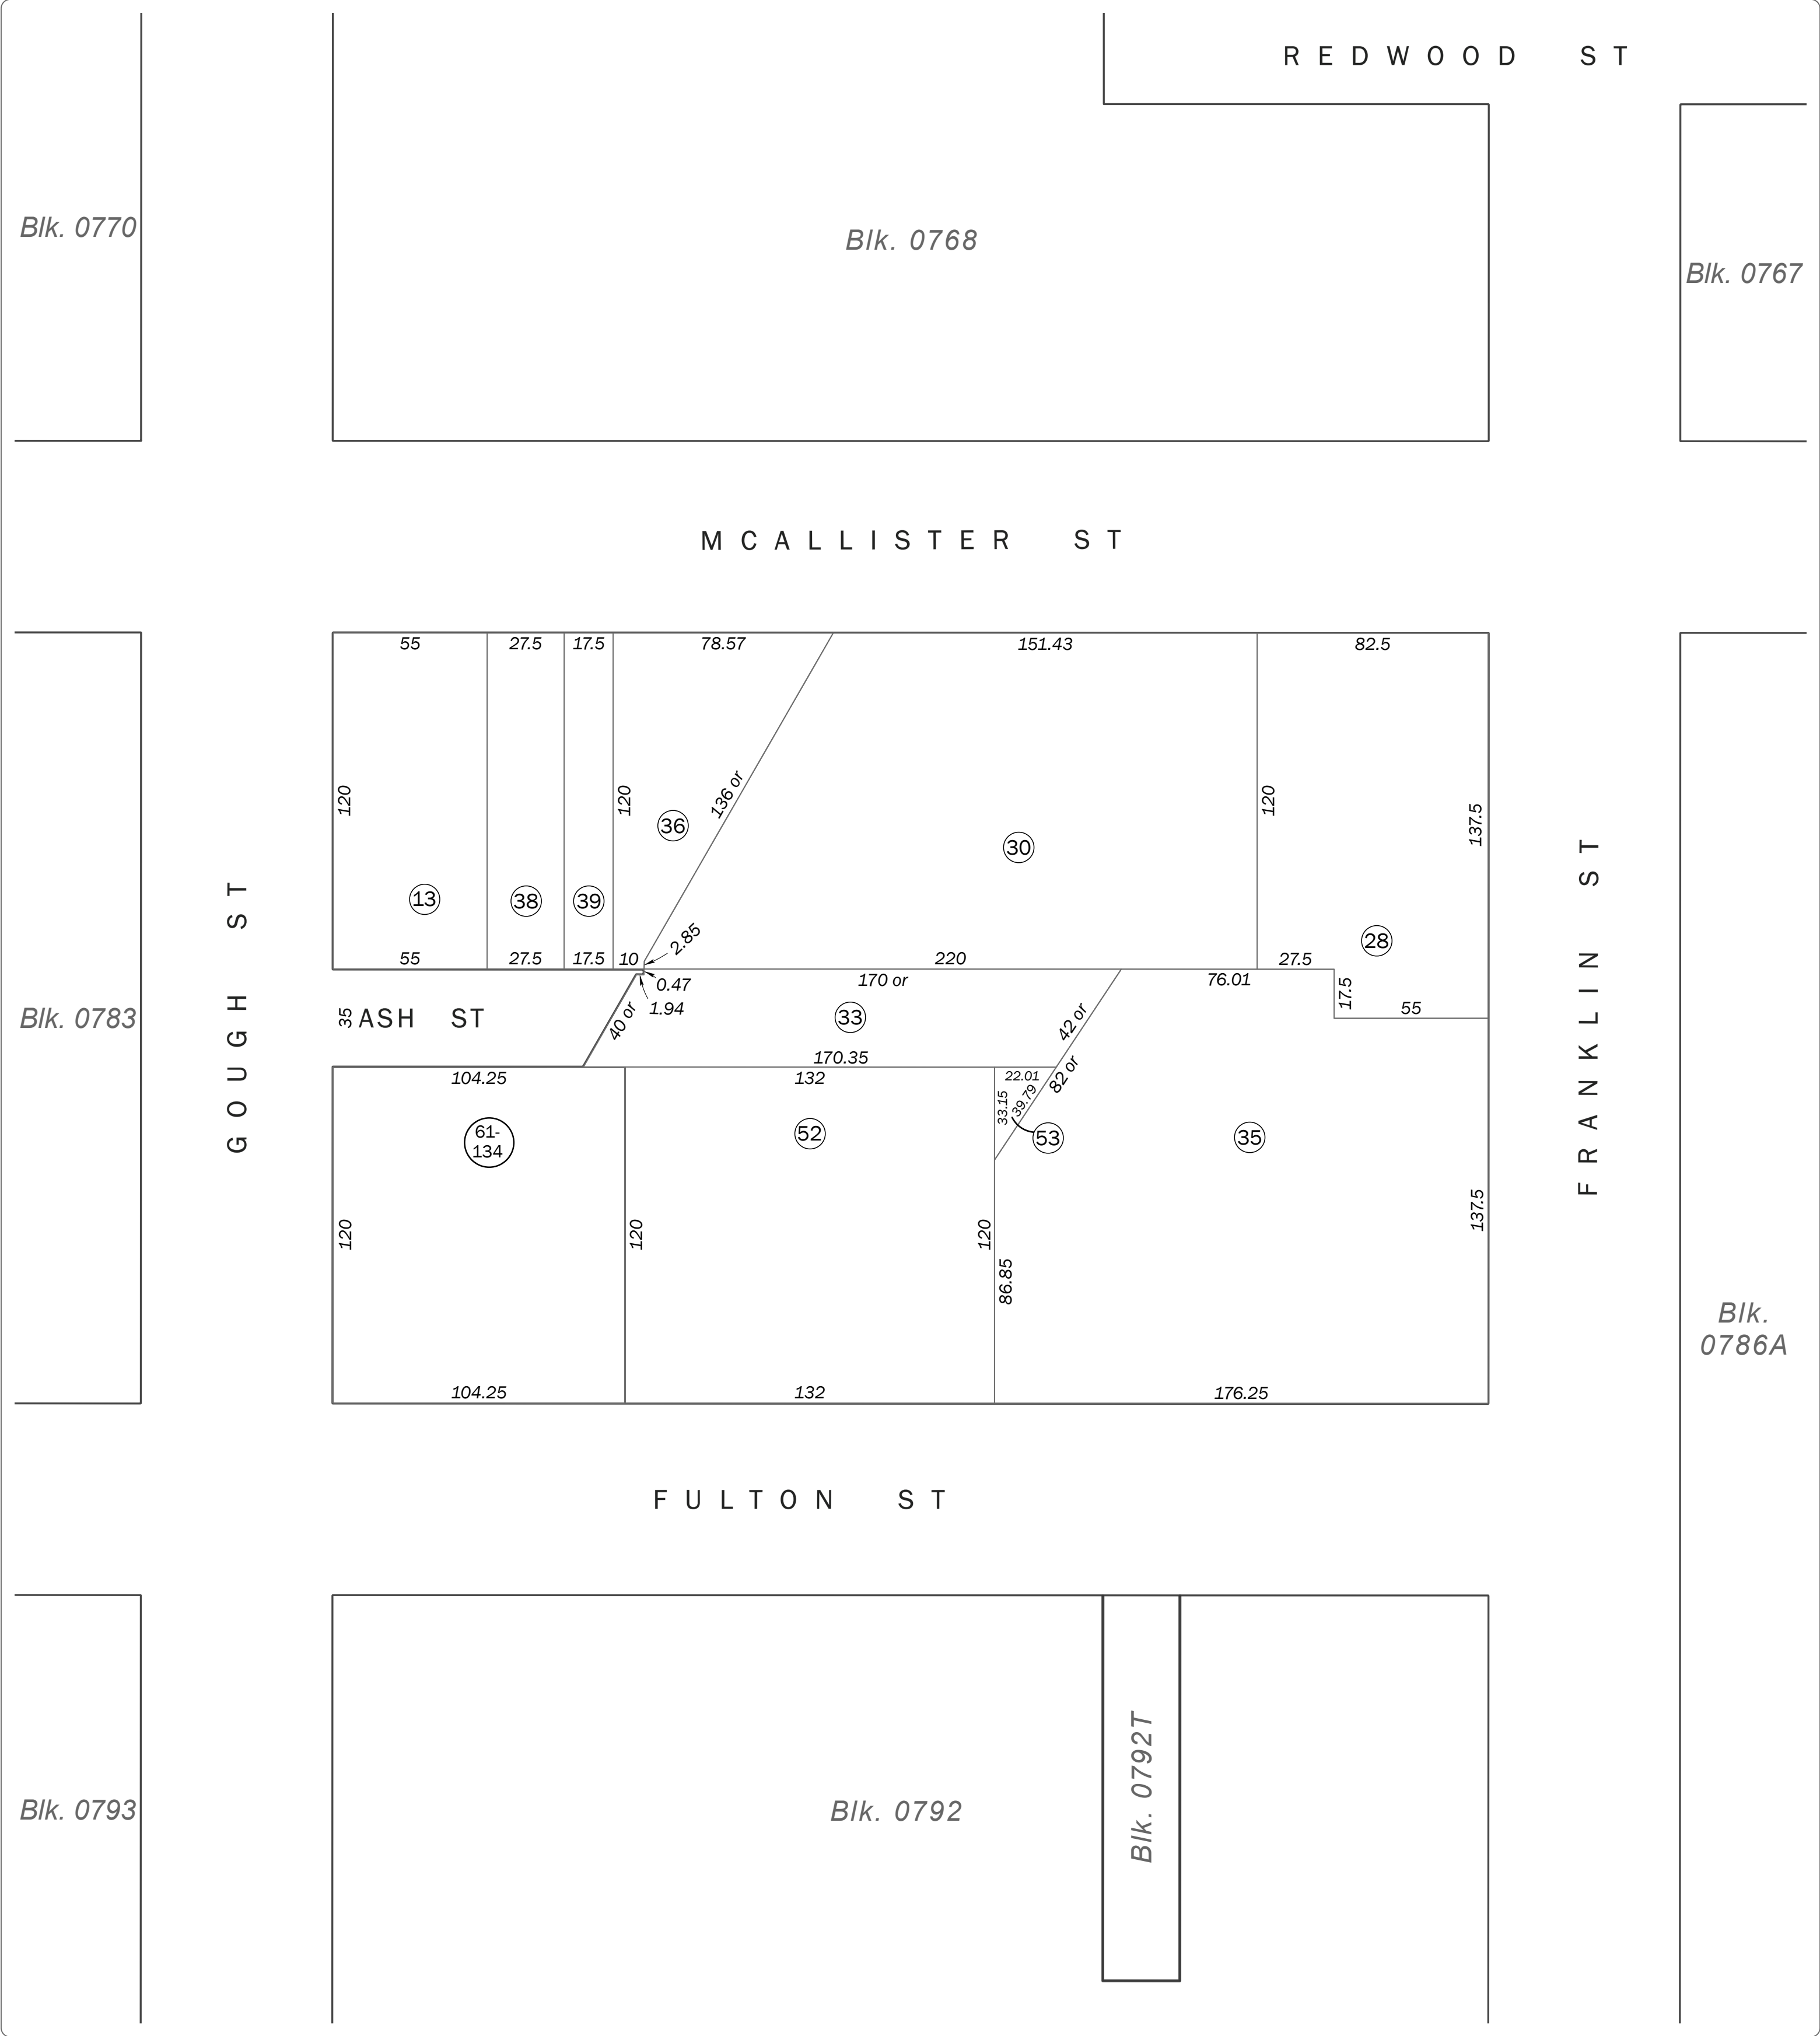 REDWOOD ST
Blk. 0770
Blk. 0768
Blk. 0767
MCALLISTER ST
55
27.5
17.5
78.57
151.43
82.5
120
120
136 or
120
137.5
36
30
13
38
39
28
55
27.5
17.5
10
2.85
220
27.5
0.47
170 or
76.01
1.94
17.5
55
35
ASH ST
40 or
33
42 or
170.35
GOUGH ST
FRANKLIN ST
Blk. 0783
104.25
132
22.01
82 or
33.15
39.79
61-
134
52
53
35
120
120
120
86.85
137.5
104.25
132
176.25
Blk.
0786A
FULTON ST
Blk. 0793
Blk. 0792
Blk. 0792T